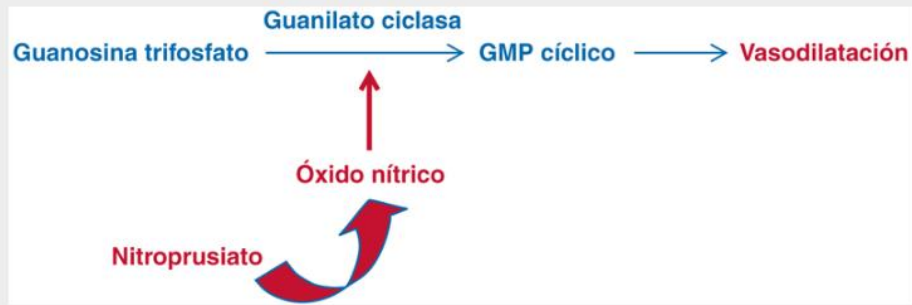 Guanilato ciclasa
Guanosina trifosfato GMP cíclico Vasodilatación
Óxido nítrico
Nitroprusiato